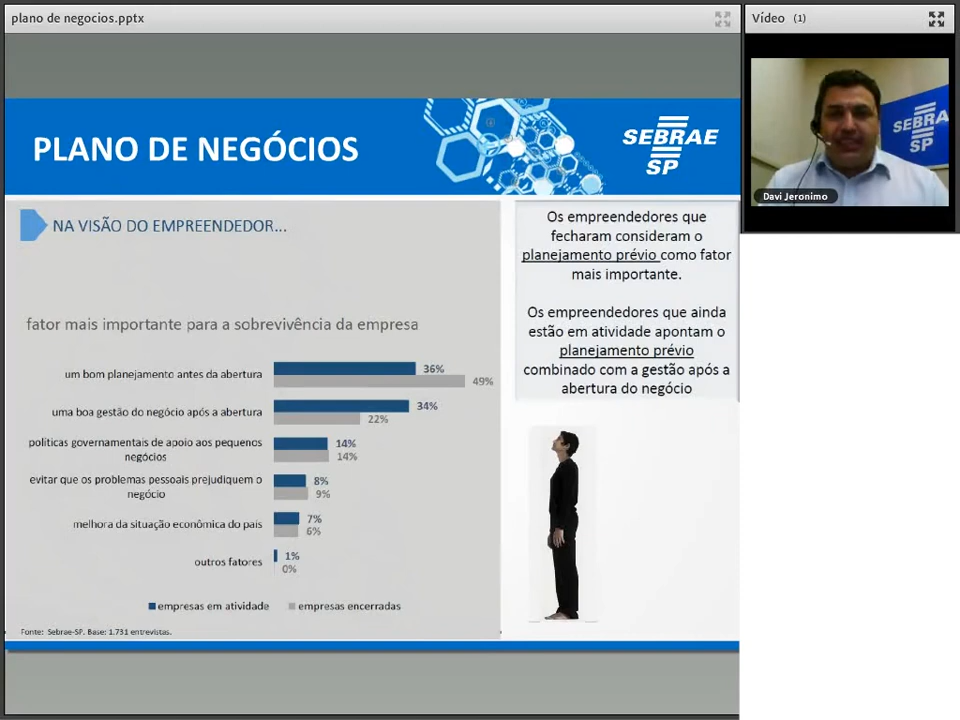 plano de negocios.pptx
Vídeo (1)
PLANO DE NEGÓCIOS
SEBRAE
SP
SEBRAE
SP
Davi Jeronimo
NA VISÃO DO EMPREENDEDOR...
fator mais importante para a sobrevivência da empresa
um bom planejamento antes da abertura
36%
49%
uma boa gestão do negócio após a abertura
34%
22%
políticas governamentais de apoio aos pequenos
negócios
14%
14%
evitar que os problemas pessoais prejudiquem o
negócio
8%
9%
melhora da situação econômica do país
7%
6%
outros fatores
1%
0%
empresas em atividade
empresas encerradas
Fonte: Sebrae-SP. Base: 1.731 entrevistas.
Os empreendedores que
fecharam consideram o
planejamento prévio como fator
mais importante.
Os empreendedores que ainda
estão em atividade apontam o
planejamento prévio
combinado com a gestão após a
abertura do negócio